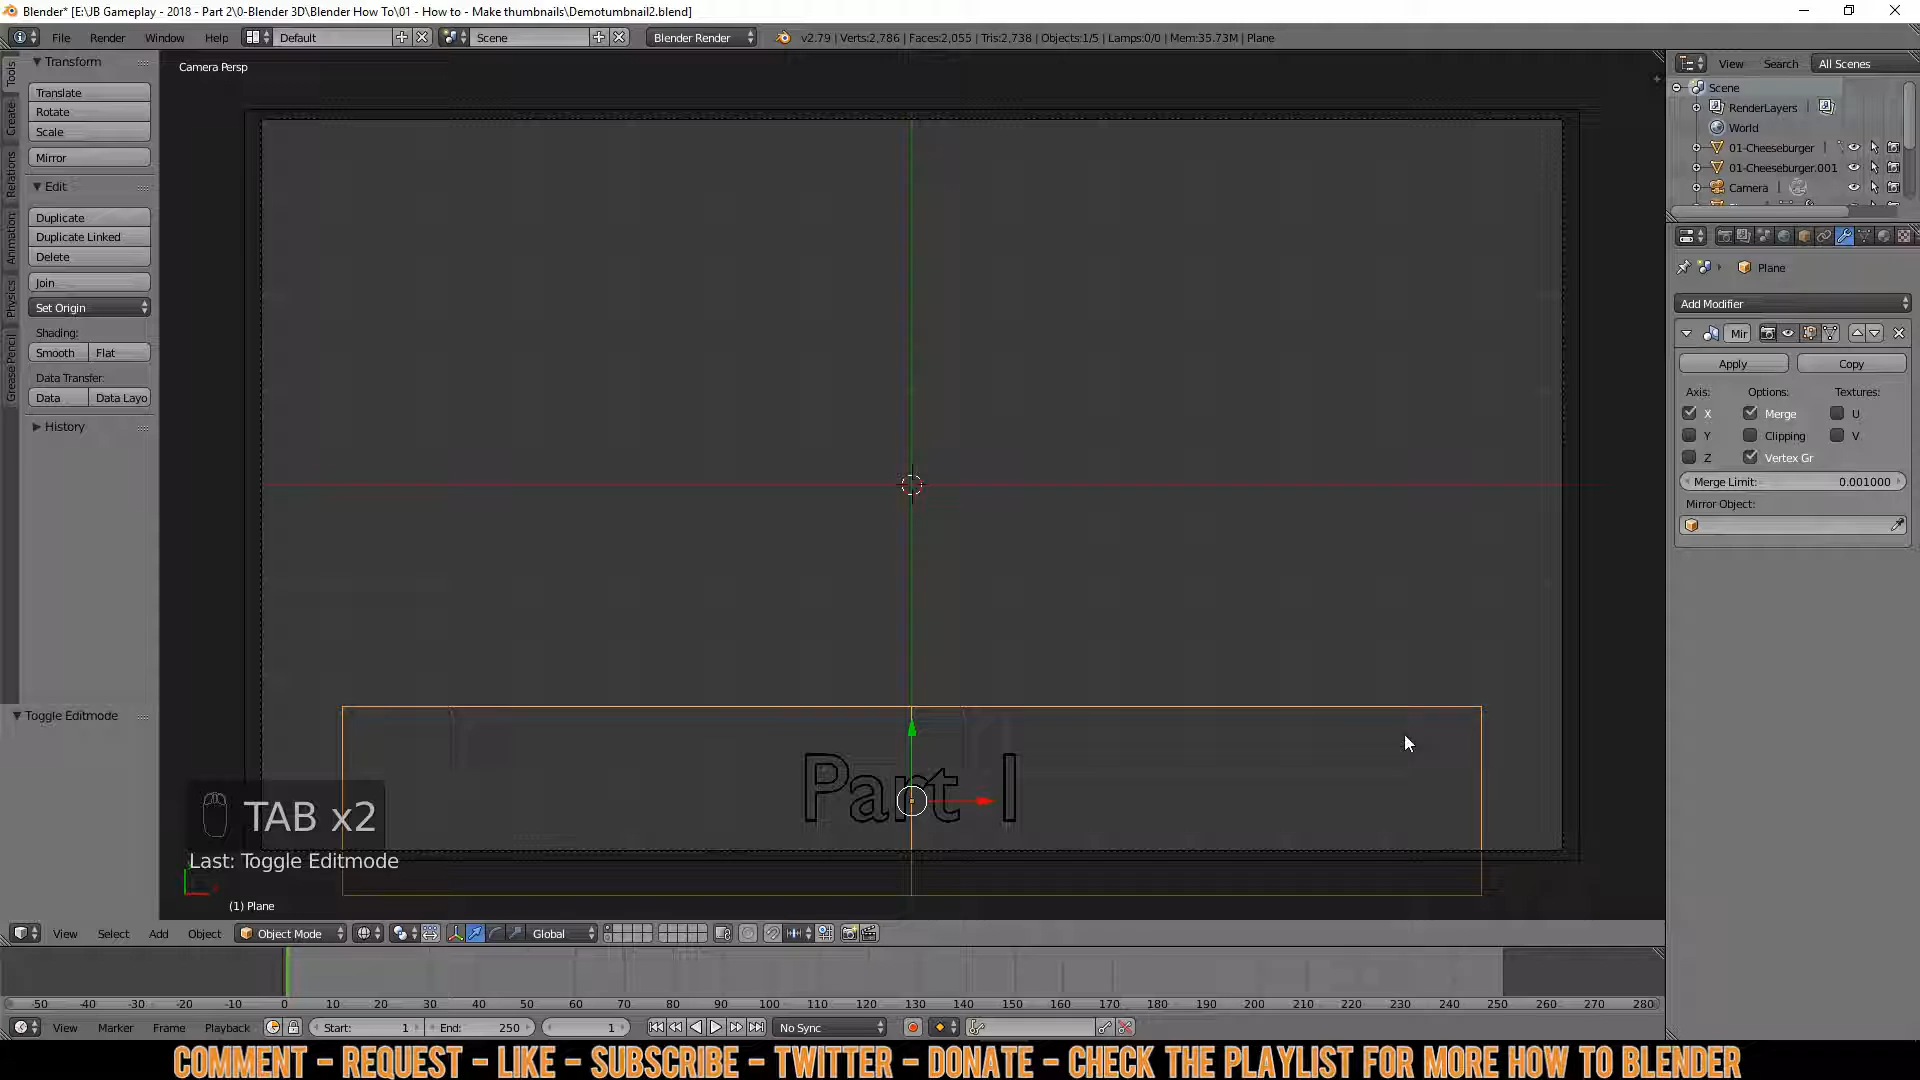 Blender* [E:\JB Gameplay - 2018 - Part 2\0-Blender 3D\Blender How To\01 - How to - Make thumbnails\Demotumbnail2.blend]
File Render Window Help Default Scene Blender Render v2.79 | Verts:2,786 | Faces:2,055 | Tris:2,738 | Objects:1/5 | Lamps:0/0 | Mem:35.73M | Plane
Tools
Create
Relations
Animation
Physics
Grease Pencil
Transform
Translate
Rotate
Scale
Mirror
Edit
Duplicate
Duplicate Linked
Delete
Join
Set Origin
Shading:
Smooth Flat
Data Transfer:
Data Data Layo
History
Toggle Editmode
Camera Persp
Part I
TAB x2
Last: Toggle Editmode
(1) Plane
View Search All Scenes
Scene
RenderLayers
World
01-Cheeseburger
01-Cheeseburger.001
Camera
Plane
Add Modifier
Mir
Apply Copy
Axis: Options: Textures:
X Merge U
Y Clipping V
Z Vertex Gr
Merge Limit: 0.001000
Mirror Object:
View Select Add Object Object Mode Global
-50 -40 -30 -20 -10 0 10 20 30 40 50 60 70 80 90 100 110 120 130 140 150 160 170 180 190 200 210 220 230 240 250 260 270 280
View Marker Frame Playback Start: 1 End: 250 1 No Sync
COMMENT - REQUEST - LIKE - SUBSCRIBE - TWITTER - DONATE - CHECK THE PLAYLIST FOR MORE HOW TO BLENDER